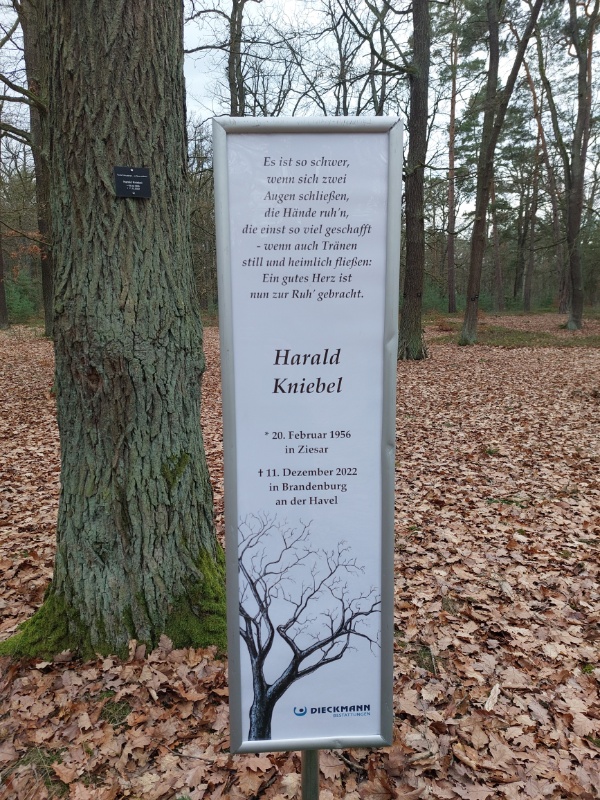 Es ist so schwer,
wenn sich zwei
Augen schließen,
die Hände ruh'n,
die einst so viel geschafft
- wenn auch Tränen
still und heimlich fließen:
Ein gutes Herz ist
nun zur Ruh' gebracht.
Harald
Kniebel
* 20. Februar 1956
in Ziesar
† 11. Dezember 2022
in Brandenburg
an der Havel
DIECKMANN
BESTATTUNGEN